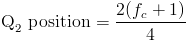 Q₂ position = 2(f_c + 1) / 4